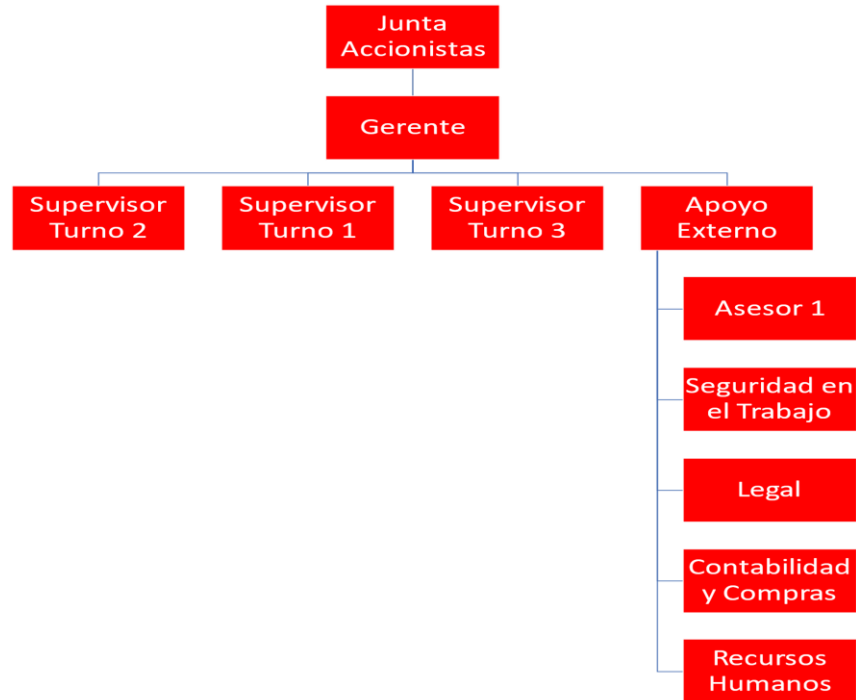 Junta
Accionistas
Gerente
Supervisor
Turno 2
Supervisor
Turno 1
Supervisor
Turno 3
Apoyo
Externo
Asesor 1
Seguridad en
el Trabajo
Legal
Contabilidad
y Compras
Recursos
Humanos